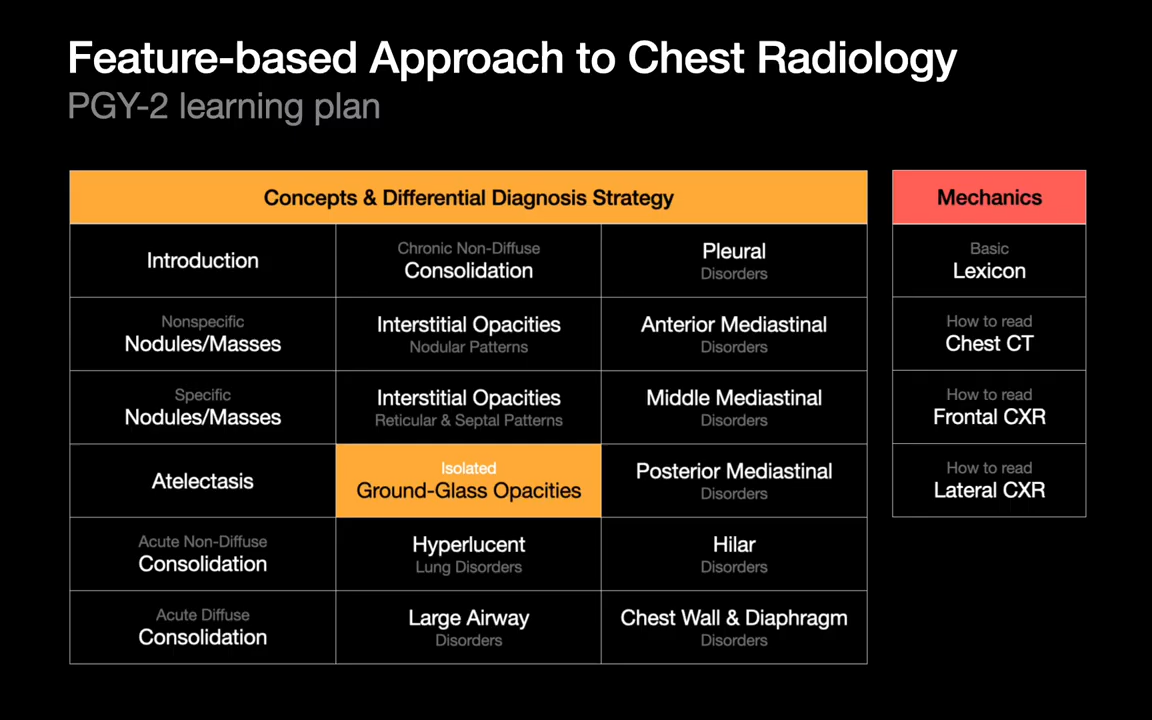 Feature-based Approach to Chest Radiology
PGY-2 learning plan
Concepts & Differential Diagnosis Strategy
Mechanics
Introduction
Chronic Non-Diffuse
Consolidation
Pleural
Disorders
Basic
Lexicon
Nonspecific
Nodules/Masses
Interstitial Opacities
Nodular Patterns
Anterior Mediastinal
Disorders
How to read
Chest CT
Specific
Nodules/Masses
Interstitial Opacities
Reticular & Septal Patterns
Middle Mediastinal
Disorders
How to read
Frontal CXR
Atelectasis
Isolated
Ground-Glass Opacities
Posterior Mediastinal
Disorders
How to read
Lateral CXR
Acute Non-Diffuse
Consolidation
Hyperlucent
Lung Disorders
Hilar
Disorders
Acute Diffuse
Consolidation
Large Airway
Disorders
Chest Wall & Diaphragm
Disorders